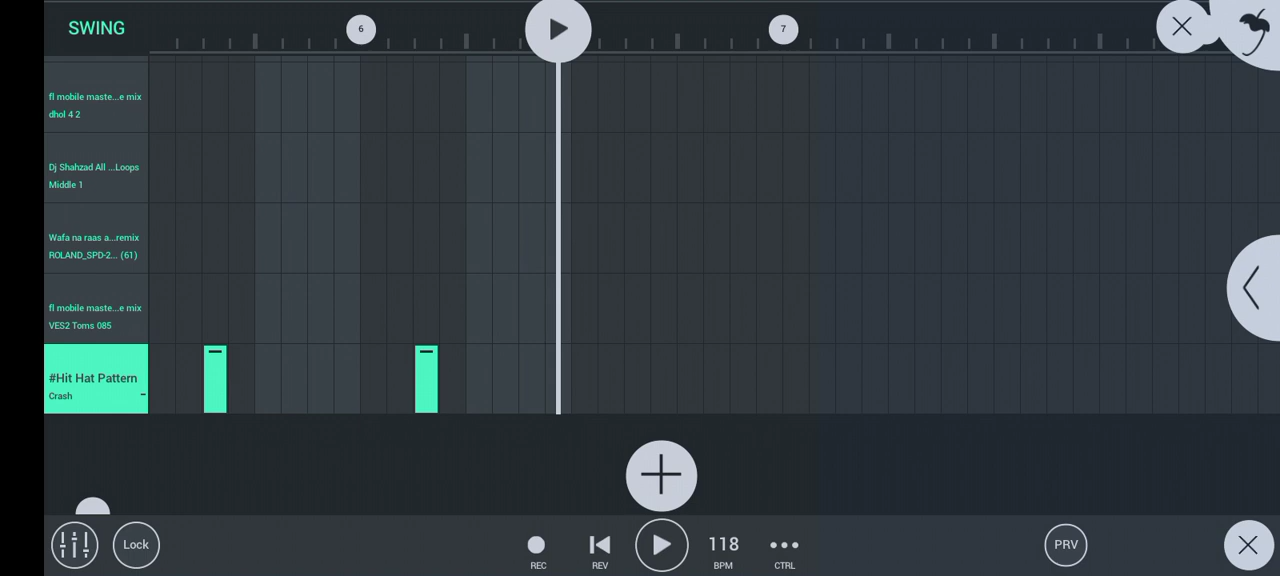 SWING
6
7
fl mobile maste...e mix
dhol 4 2
Dj Shahzad All ...Loops
Middle 1
Wafa na raas a...remix
ROLAND_SPD-2... (61)
fl mobile maste...e mix
VES2 Toms 085
#Hit Hat Pattern
Crash
Lock
REC
REV
118
BPM
CTRL
PRV